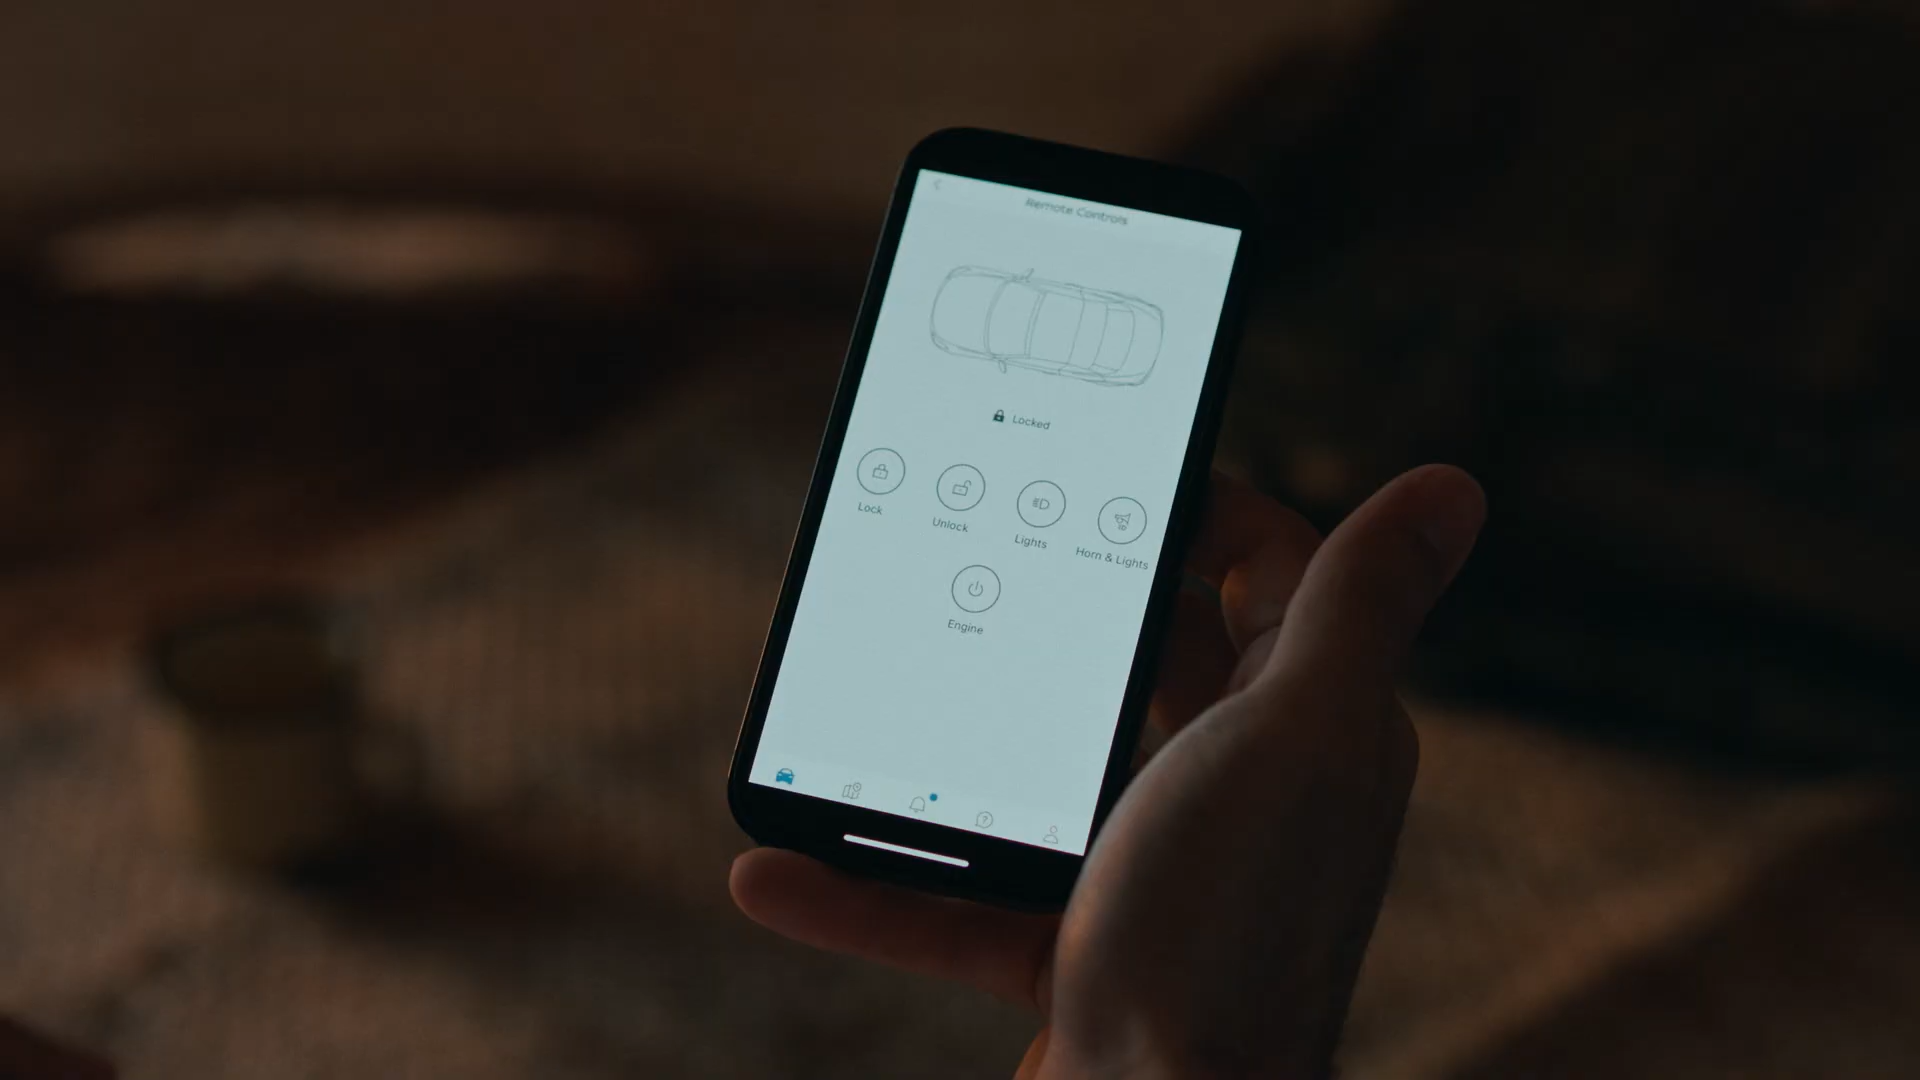 Remote Controls
Locked
Lock
Unlock
Lights
Horn & Lights
Engine